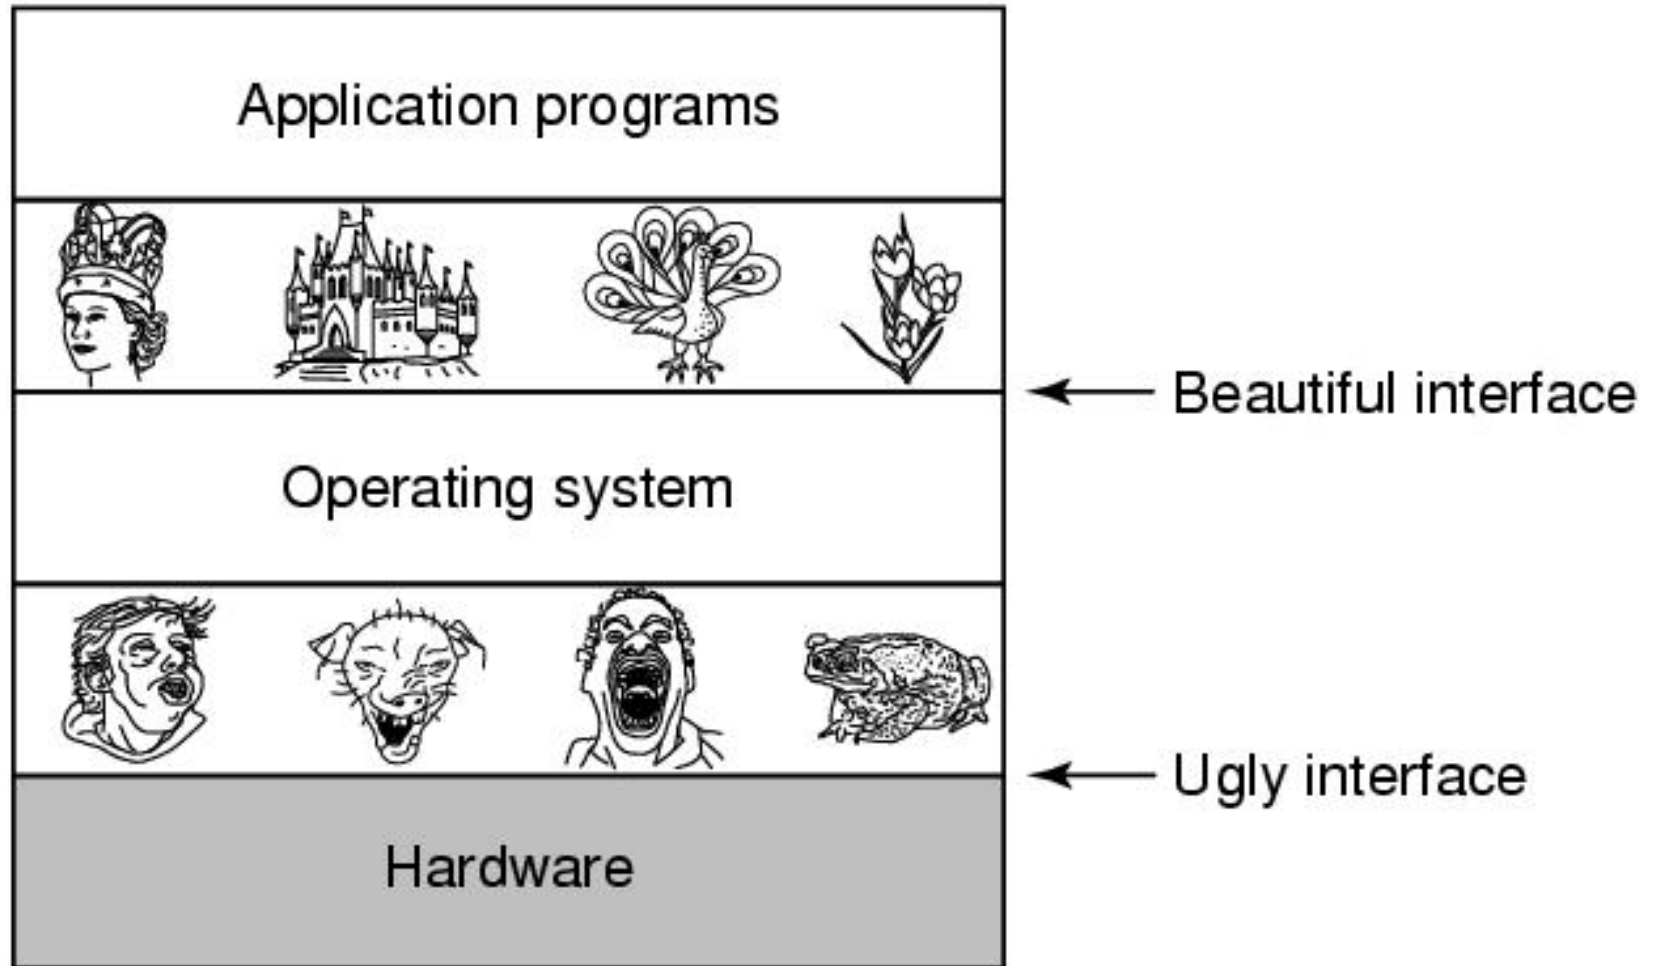 Application programs
Beautiful interface
Operating system
Ugly interface
Hardware